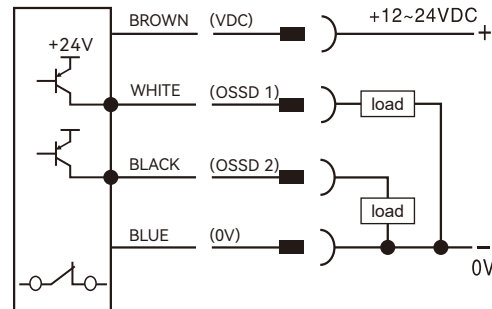 BROWN (VDC) +12~24VDC +
+24V
WHITE (OSSD 1) load
BLACK (OSSD 2)
load
BLUE (0V) −
0V